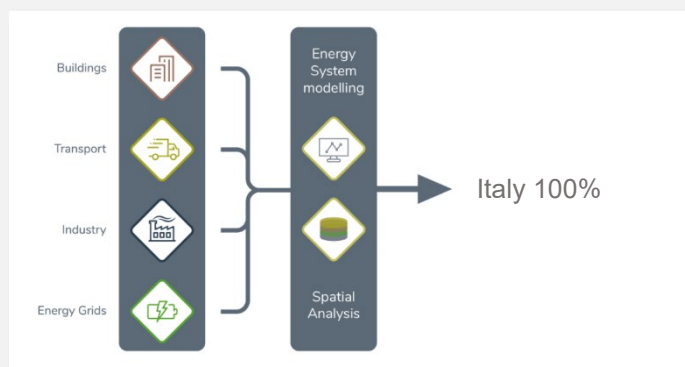 Buildings
Transport
Industry
Energy Grids
Energy
System
modelling
Spatial
Analysis
Italy 100%